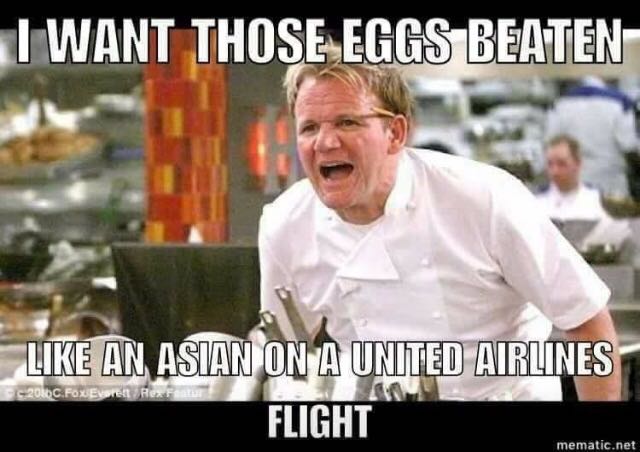 I WANT THOSE EGGS BEATEN
LIKE AN ASIAN ON A UNITED AIRLINES
FLIGHT
mematic.net